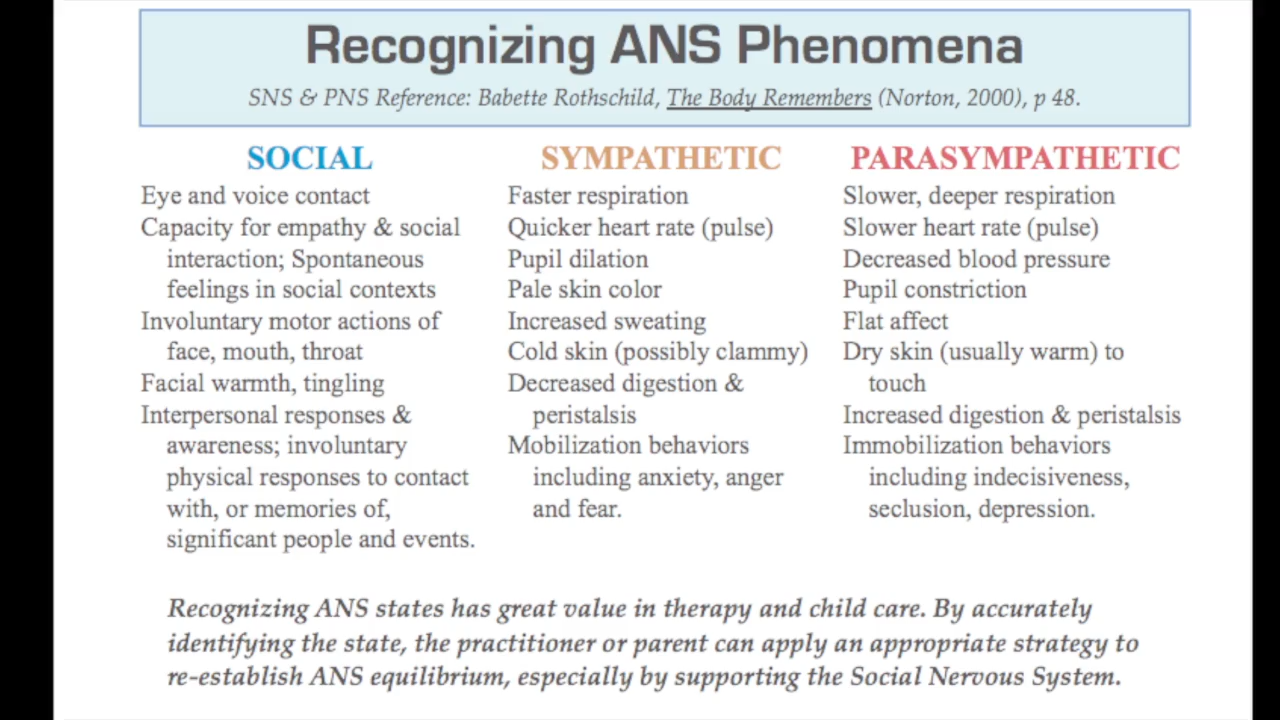 Recognizing ANS Phenomena
SNS & PNS Reference: Babette Rothschild, The Body Remembers (Norton, 2000), p 48.
SOCIAL
Eye and voice contact
Capacity for empathy & social
interaction; Spontaneous
feelings in social contexts
Involuntary motor actions of
face, mouth, throat
Facial warmth, tingling
Interpersonal responses &
awareness; involuntary
physical responses to contact
with, or memories of,
significant people and events.
SYMPATHETIC
Faster respiration
Quicker heart rate (pulse)
Pupil dilation
Pale skin color
Increased sweating
Cold skin (possibly clammy)
Decreased digestion &
peristalsis
Mobilization behaviors
including anxiety, anger
and fear.
PARASYMPATHETIC
Slower, deeper respiration
Slower heart rate (pulse)
Decreased blood pressure
Pupil constriction
Flat affect
Dry skin (usually warm) to
touch
Increased digestion & peristalsis
Immobilization behaviors
including indecisiveness,
seclusion, depression.
Recognizing ANS states has great value in therapy and child care. By accurately
identifying the state, the practitioner or parent can apply an appropriate strategy to
re-establish ANS equilibrium, especially by supporting the Social Nervous System.